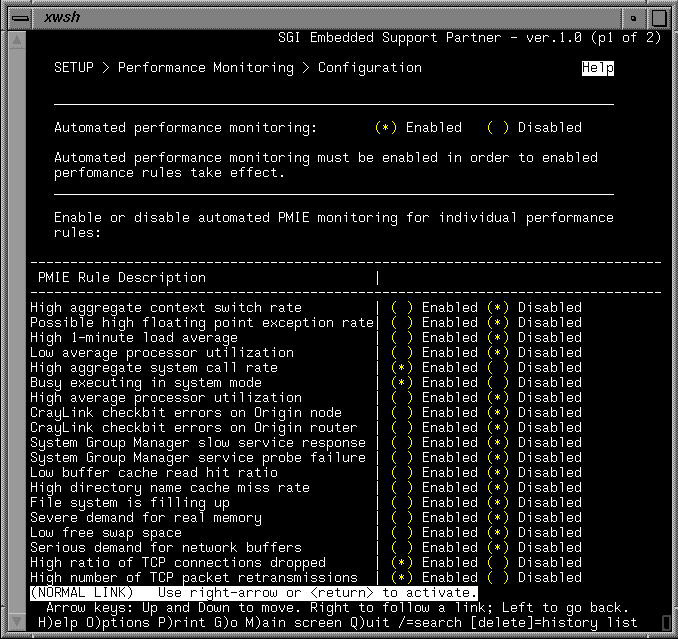 xwsh
SGI Embedded Support Partner - ver.1.0 (p1 of 2)
SETUP > Performance Monitoring > Configuration Help
Automated performance monitoring: (*) Enabled ( ) Disabled
Automated performance monitoring must be enabled in order to enabled
perfomance rules take effect.
Enable or disable automated PMIE monitoring for individual performance
rules:
PMIE Rule Description |
High aggregate context switch rate | ( ) Enabled (*) Disabled
Possible high floating point exception rate| ( ) Enabled (*) Disabled
High 1-minute load average | ( ) Enabled (*) Disabled
Low average processor utilization | ( ) Enabled (*) Disabled
High aggregate system call rate | (*) Enabled ( ) Disabled
Busy executing in system mode | (*) Enabled ( ) Disabled
High average processor utilization | ( ) Enabled (*) Disabled
CrayLink checkbit errors on Origin node | ( ) Enabled (*) Disabled
CrayLink checkbit errors on Origin router | ( ) Enabled (*) Disabled
System Group Manager slow service response | ( ) Enabled (*) Disabled
System Group Manager service probe failure | ( ) Enabled (*) Disabled
Low buffer cache read hit ratio | ( ) Enabled (*) Disabled
High directory name cache miss rate | ( ) Enabled (*) Disabled
File system is filling up | ( ) Enabled (*) Disabled
Severe demand for real memory | ( ) Enabled (*) Disabled
Low free swap space | ( ) Enabled (*) Disabled
Serious demand for network buffers | ( ) Enabled (*) Disabled
High ratio of TCP connections dropped | (*) Enabled ( ) Disabled
High number of TCP packet retransmissions | (*) Enabled ( ) Disabled
(NORMAL LINK) Use right-arrow or <return> to activate.
Arrow keys: Up and Down to move. Right to follow a link; Left to go back.
H)elp O)ptions P)rint G)o M)ain screen Q)uit /=search [delete]=history list